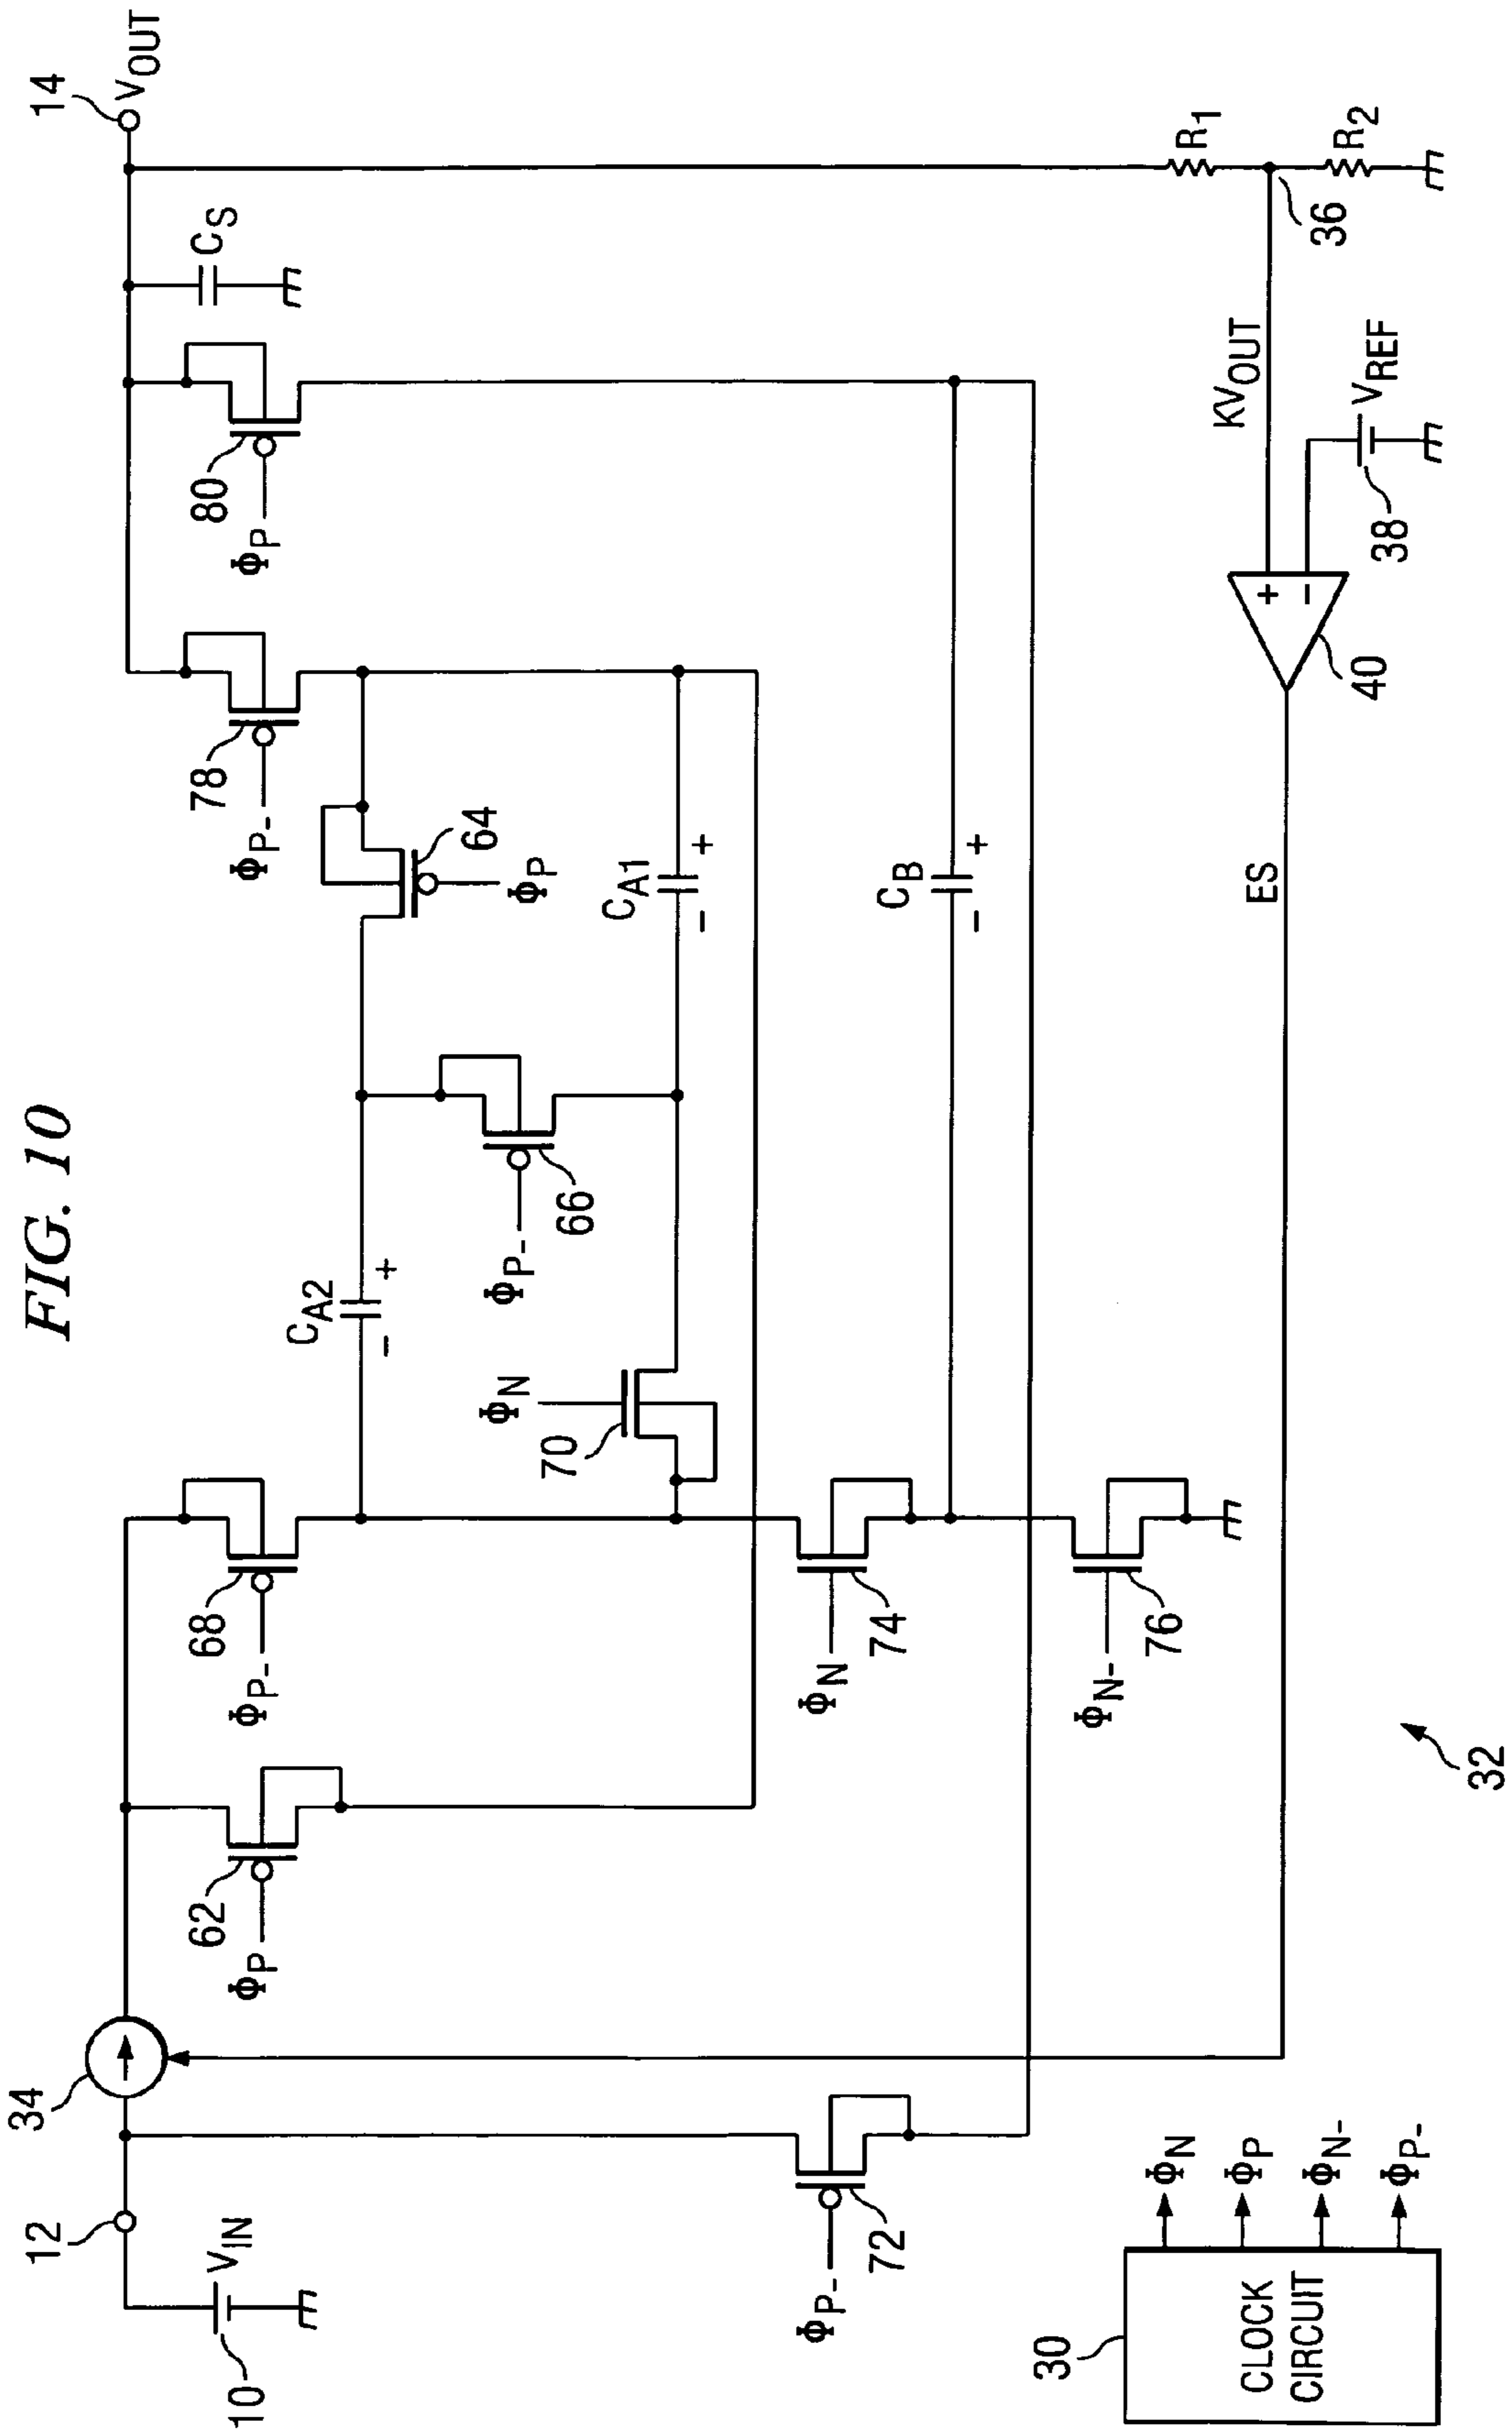 FIG. 10
14
VOUT
CS
80
ΦP
78
ΦP-
64
ΦP
CA1
- +
CA2
- +
66
ΦP-
ΦN
70
68
ΦP-
62
ΦP
34
12
VIN
10
72
ΦP-
74
ΦN
76
ΦN-
CB
- +
R1
R2
36
KVOUT
VREF
38
+
-
40
ES
32
30
CLOCK
CIRCUIT
ΦN
ΦP
ΦN-
ΦP-